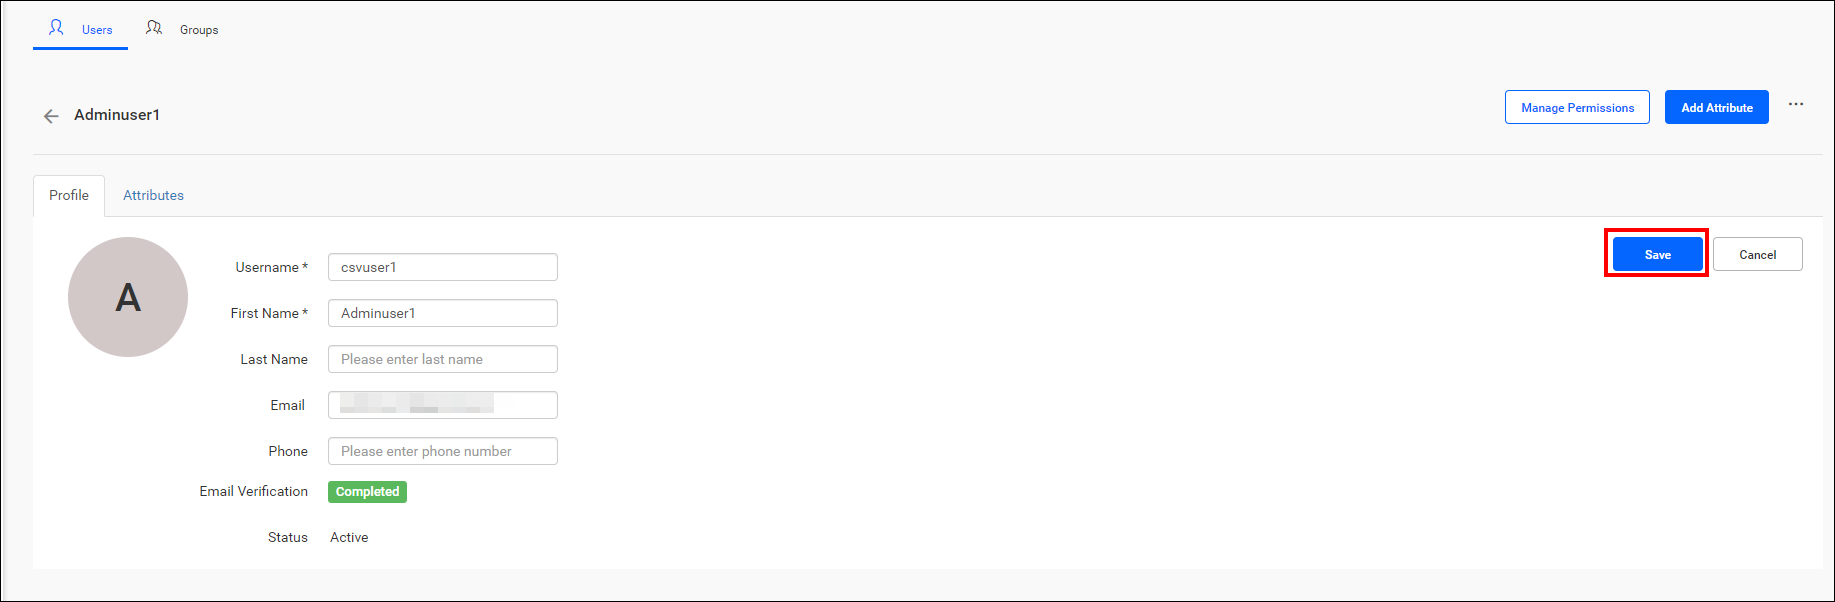 Users
Groups
Adminuser1
Manage Permissions
Add Attribute
Profile
Attributes
A
Save
Cancel
Username *
csvuser1
First Name *
Adminuser1
Last Name
Please enter last name
Email
Phone
Please enter phone number
Email Verification
Completed
Status
Active